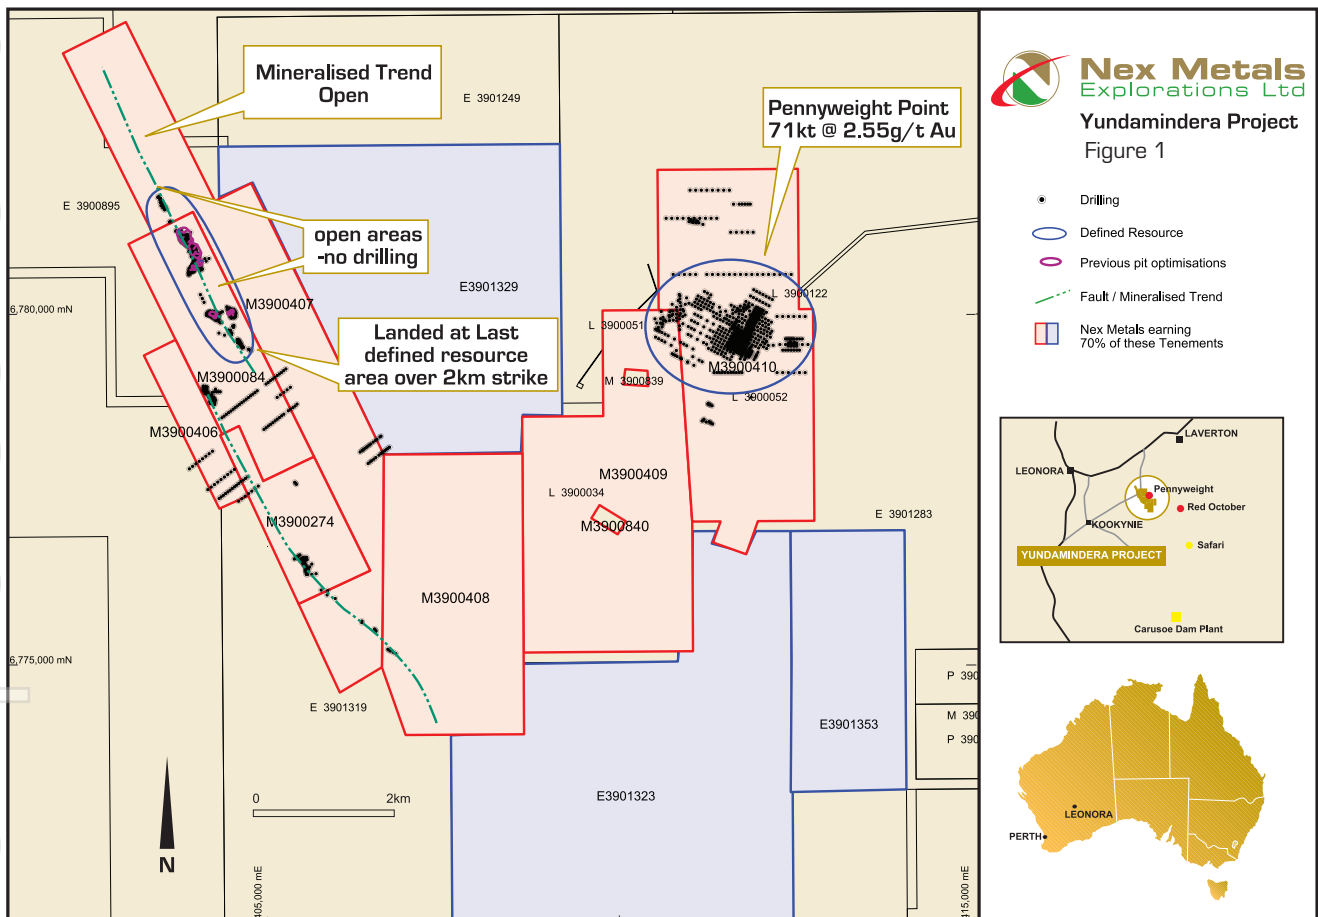 Mineralised Trend
Open
E 3901249
Pennyweight Point
71kt @ 2.55g/t Au
E 3900895
open areas
-no drilling
E3901329
M3900407
L 3900122
6,780,000 mN
L 3900051
Landed at Last
defined resource
area over 2km strike
M3900410
M3900084
M 3900839
L 3900052
M3900406
M3900409
L 3900034
M3900274
M3900840
E 3901283
M3900408
6,775,000 mN
P 390
E 3901319
M 390
E3901353
P 390
0 2km
E3901323
N
405,000 mE
415,000 mE
Nex Metals
Explorations Ltd
Yundamindera Project
Figure 1
Drilling
Defined Resource
Previous pit optimisations
Fault / Mineralised Trend
Nex Metals earning
70% of these Tenements
LAVERTON
LEONORA
Pennyweight
Red October
KOOKYNIE
Safari
YUNDAMINDERA PROJECT
Carusoe Dam Plant
LEONORA
PERTH